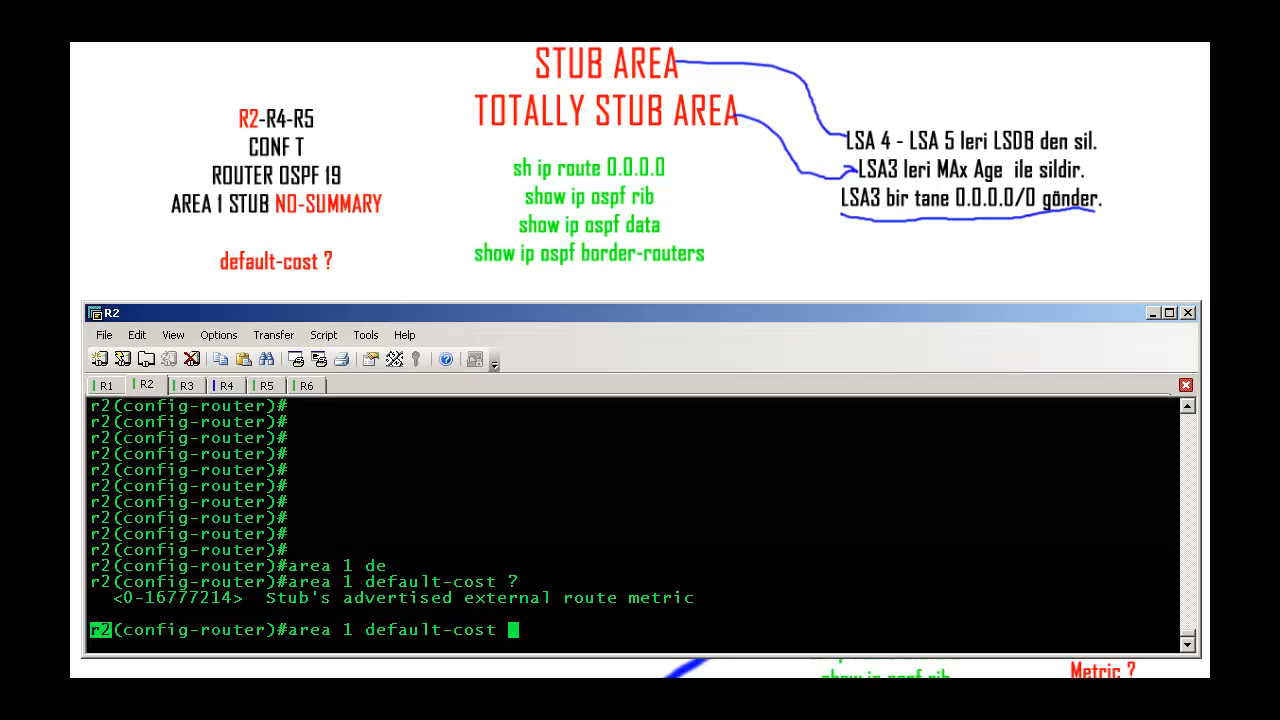 STUB AREA
TOTALLY STUB AREA
R2-R4-R5
CONF T
ROUTER OSPF 19
AREA 1 STUB NO-SUMMARY
default-cost ?
sh ip route 0.0.0.0
show ip ospf rib
show ip ospf data
show ip ospf border-routers
LSA 4 - LSA 5 leri LSDB den sil.
LSA3 leri MAx Age ile sildir.
LSA3 bir tane 0.0.0.0/0 gönder.
R2
File Edit View Options Transfer Script Tools Help
R1 R2 R3 R4 R5 R6
r2(config-router)#
r2(config-router)#
r2(config-router)#
r2(config-router)#
r2(config-router)#
r2(config-router)#
r2(config-router)#
r2(config-router)#
r2(config-router)#
r2(config-router)#
r2(config-router)#area 1 de
r2(config-router)#area 1 default-cost ?
<0-16777214> Stub's advertised external route metric
r2(config-router)#area 1 default-cost
show ip ospf rib
Metric ?